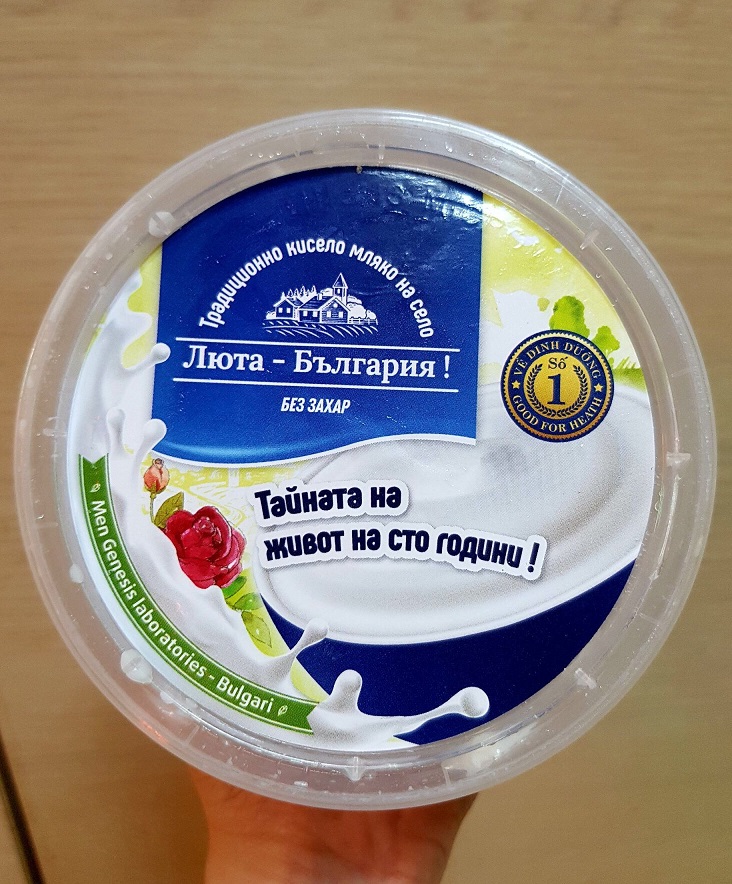 Традиционно кисело мляко на село
Люта - България !
БЕЗ ЗАХАР
VỀ DINH DƯỠNG
Số
1
GOOD FOR HEATH
Тайната на
живот на сто години !
Men Genesis laboratories - Bulgari